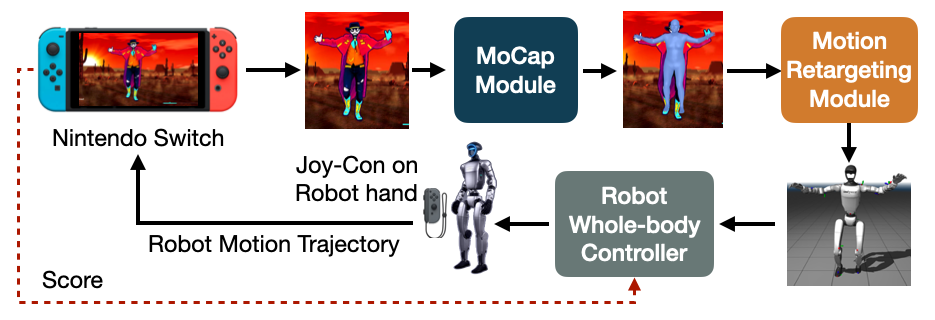 MoCap
Module
Motion
Retargeting
Module
Nintendo Switch
Joy-Con on
Robot hand
Robot
Whole-body
Controller
Robot Motion Trajectory
Score